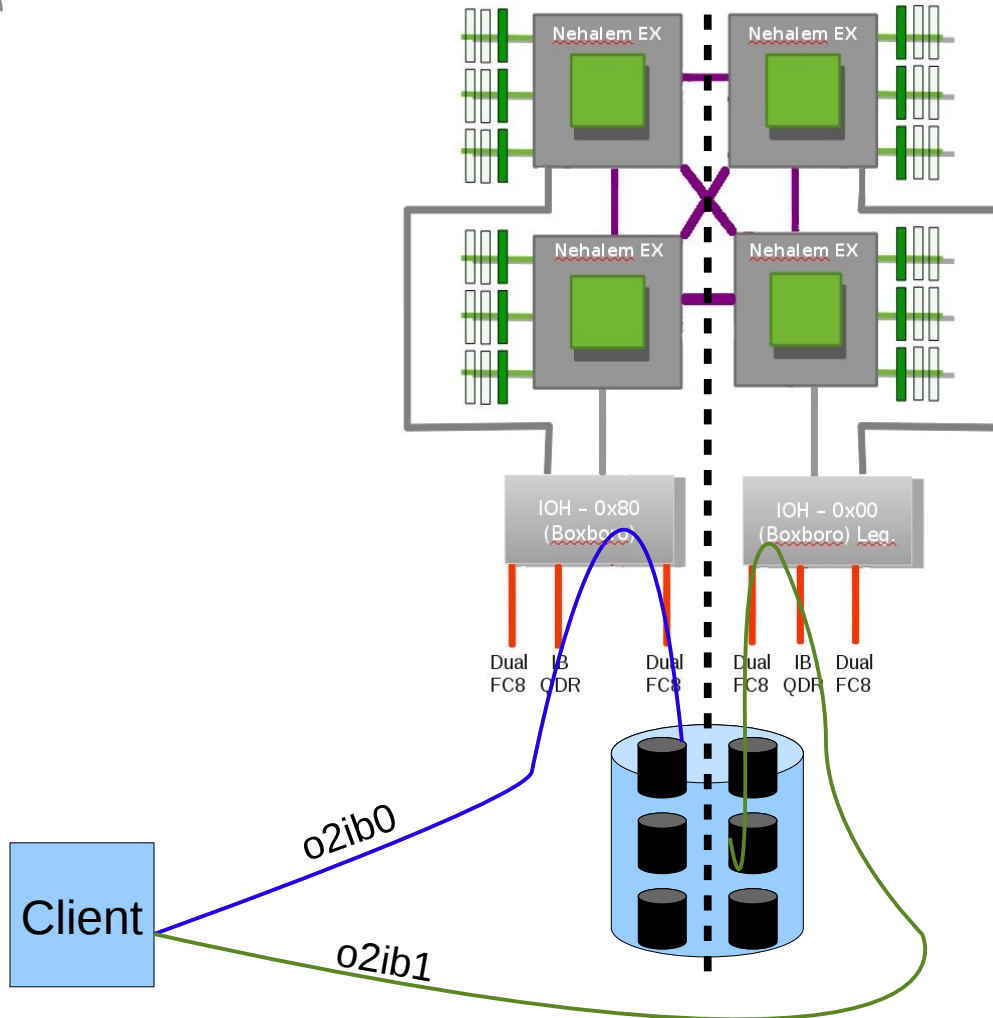 Nehalem EX
Nehalem EX
Nehalem EX
Nehalem EX
IOH – 0x80
(Boxboro)
IOH – 0x00
(Boxboro) Leg.
Dual
FC8
IB
QDR
Dual
FC8
Dual
FC8
IB
QDR
Dual
FC8
o2ib0
Client
o2ib1